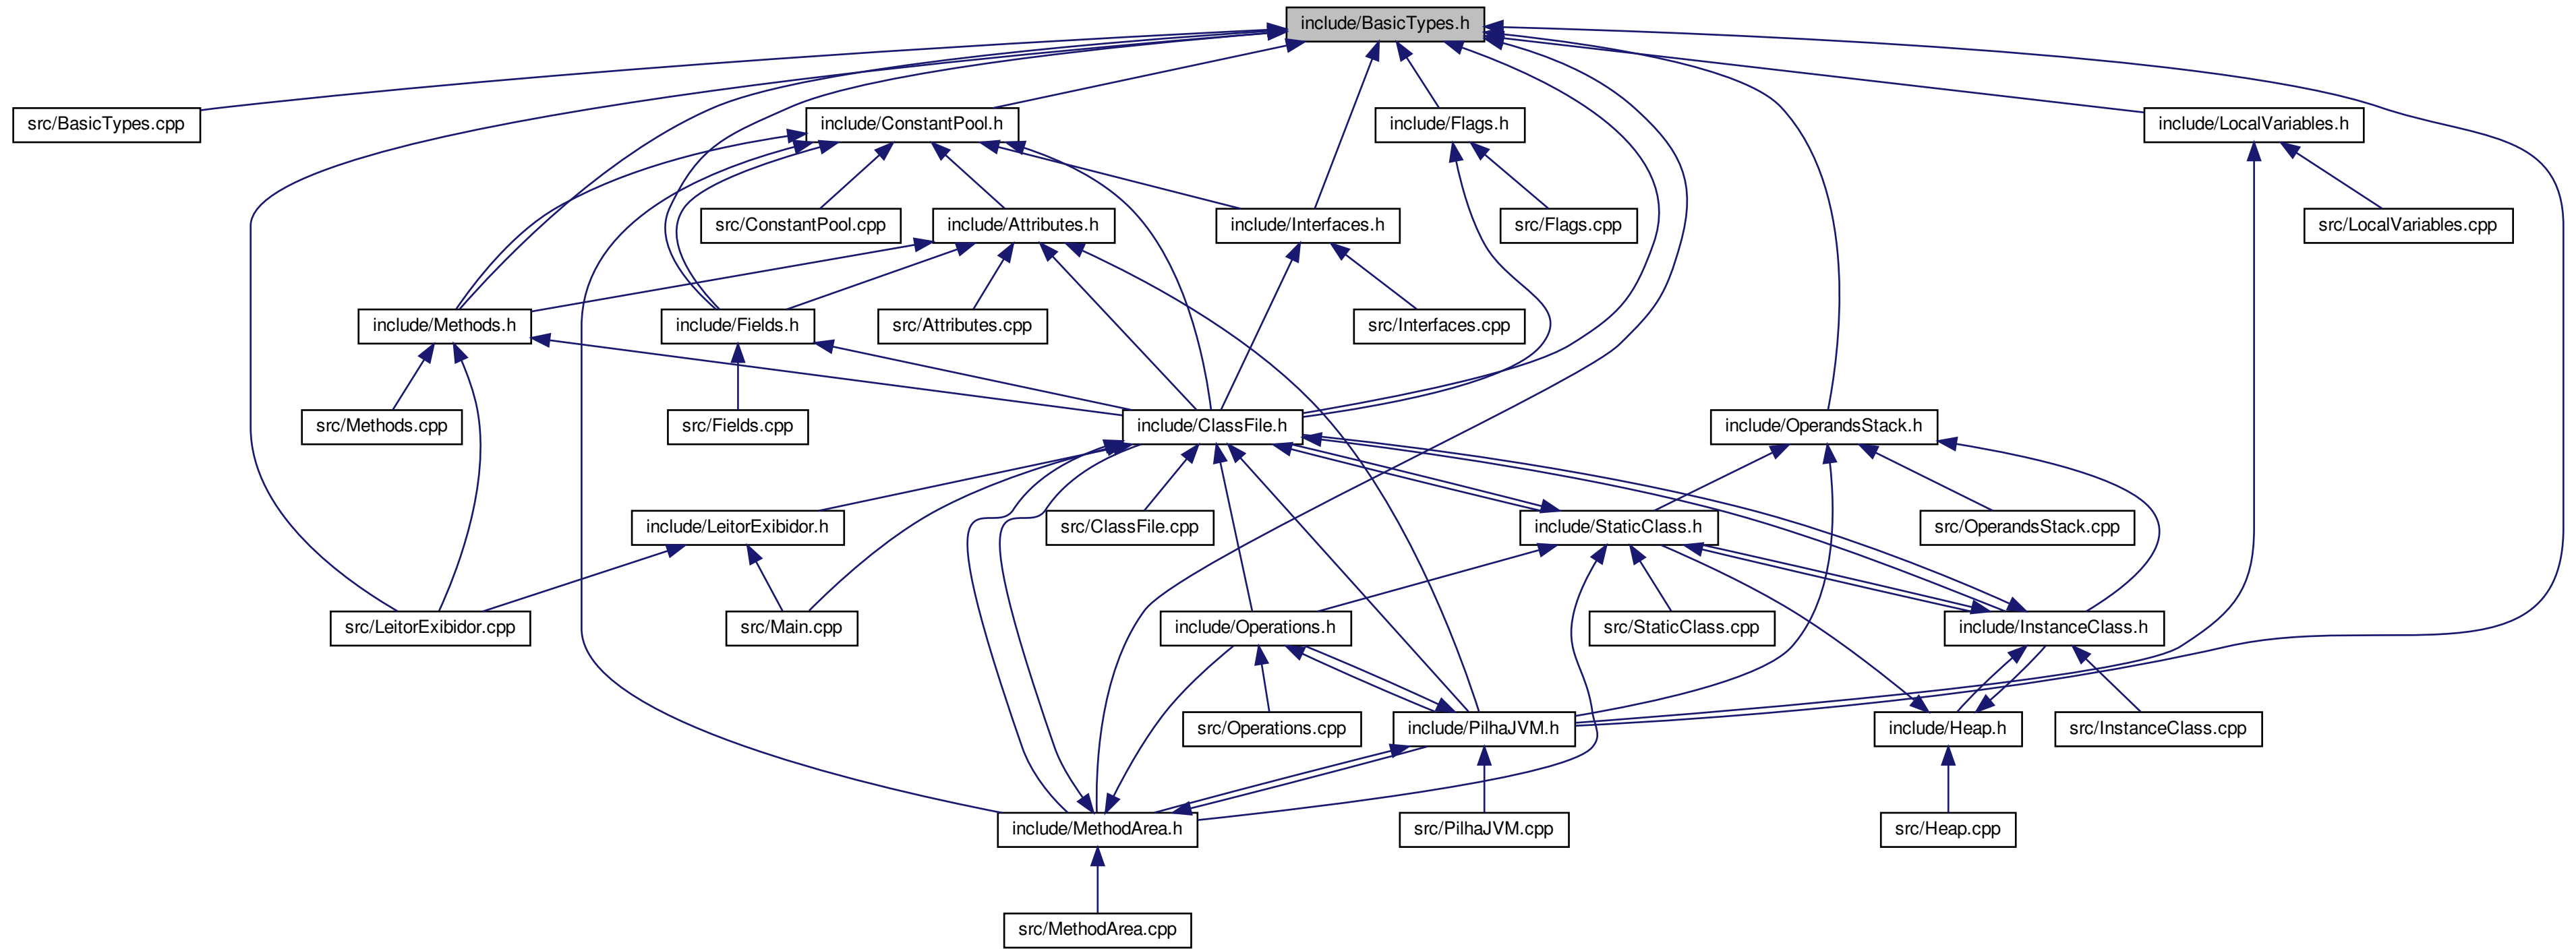 include/BasicTypes.h
src/BasicTypes.cpp
include/ConstantPool.h
include/Flags.h
include/LocalVariables.h
src/ConstantPool.cpp
include/Attributes.h
include/Interfaces.h
src/Flags.cpp
src/LocalVariables.cpp
include/Methods.h
include/Fields.h
src/Attributes.cpp
src/Interfaces.cpp
src/Methods.cpp
src/Fields.cpp
include/ClassFile.h
include/OperandsStack.h
include/LeitorExibidor.h
src/ClassFile.cpp
include/StaticClass.h
src/OperandsStack.cpp
src/LeitorExibidor.cpp
src/Main.cpp
include/Operations.h
src/StaticClass.cpp
include/InstanceClass.h
src/Operations.cpp
include/PilhaJVM.h
include/Heap.h
src/InstanceClass.cpp
include/MethodArea.h
src/PilhaJVM.cpp
src/Heap.cpp
src/MethodArea.cpp